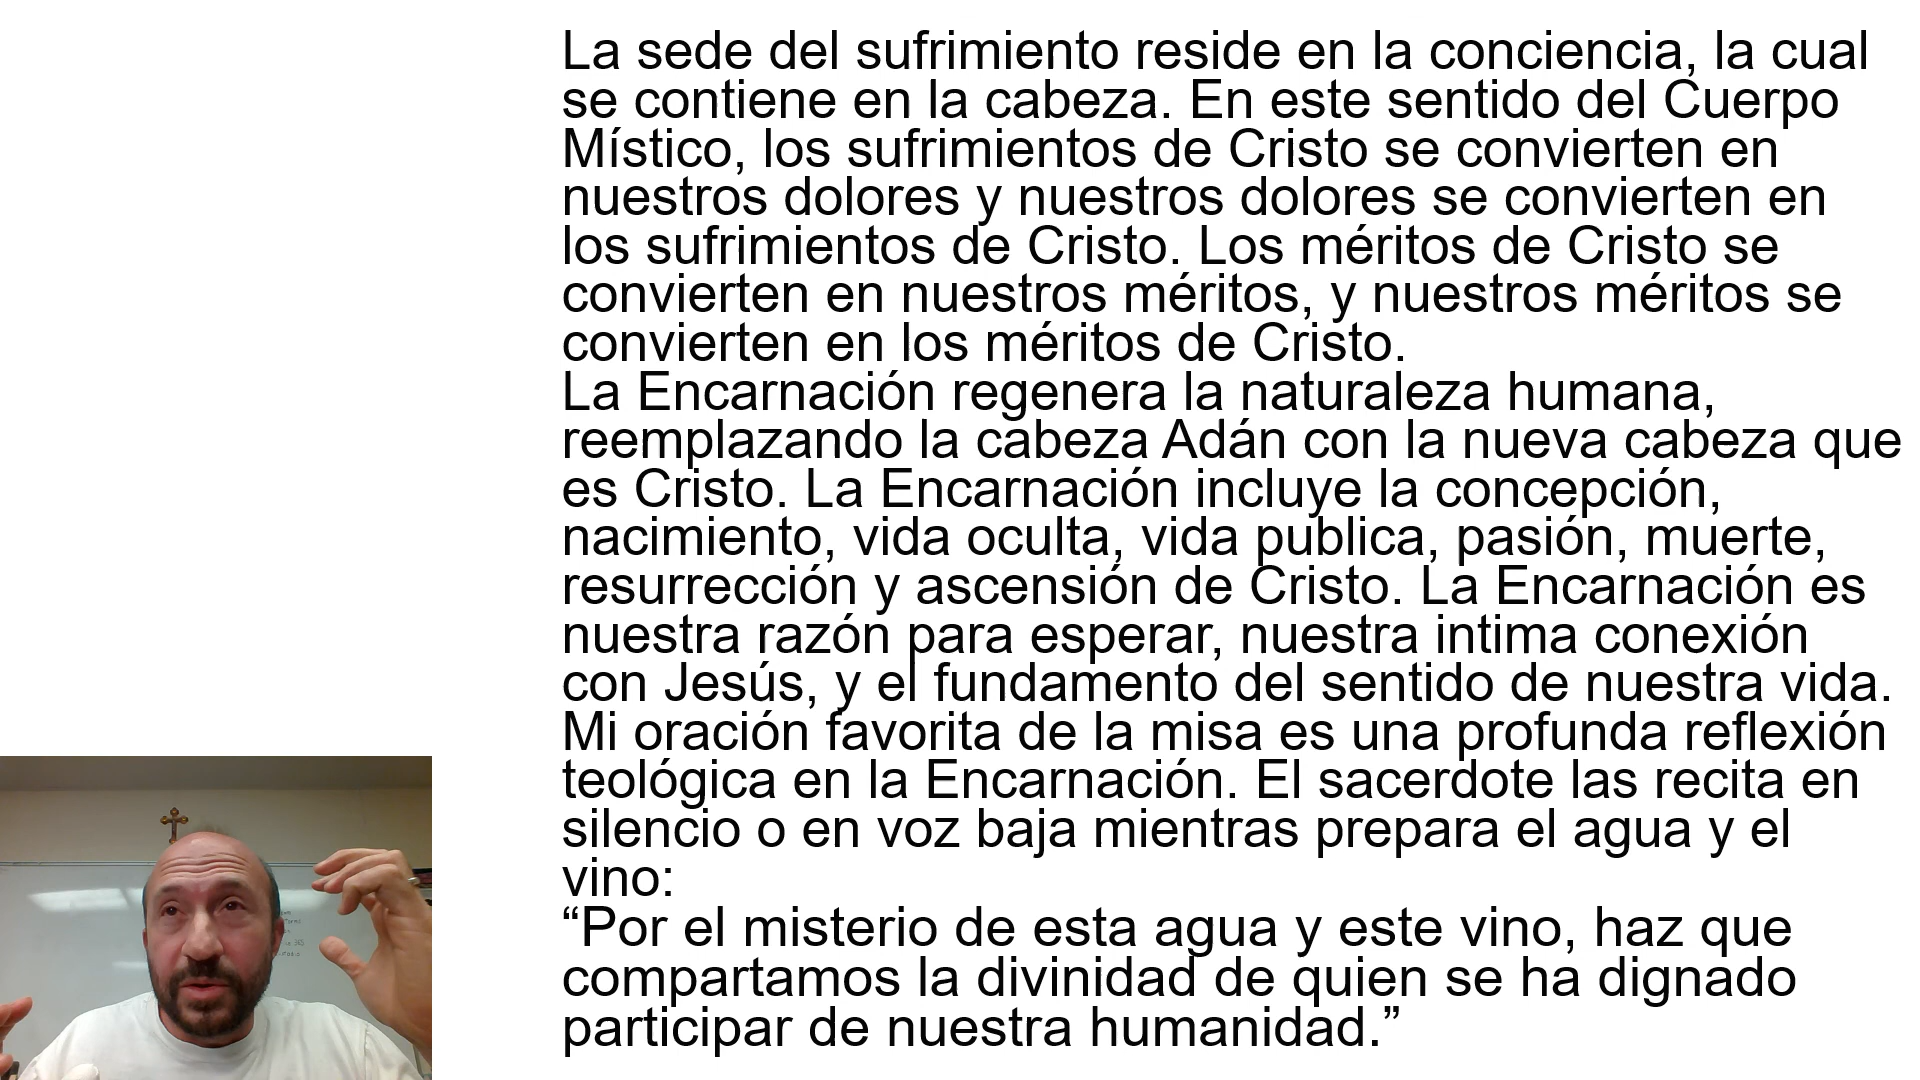 La sede del sufrimiento reside en la conciencia, la cual
se contiene en la cabeza. En este sentido del Cuerpo
Místico, los sufrimientos de Cristo se convierten en
nuestros dolores y nuestros dolores se convierten en
los sufrimientos de Cristo. Los méritos de Cristo se
convierten en nuestros méritos, y nuestros méritos se
convierten en los méritos de Cristo.
La Encarnación regenera la naturaleza humana,
reemplazando la cabeza Adán con la nueva cabeza que
es Cristo. La Encarnación incluye la concepción,
nacimiento, vida oculta, vida publica, pasión, muerte,
resurrección y ascensión de Cristo. La Encarnación es
nuestra razón para esperar, nuestra intima conexión
con Jesús, y el fundamento del sentido de nuestra vida.
Mi oración favorita de la misa es una profunda reflexión
teológica en la Encarnación. El sacerdote las recita en
silencio o en voz baja mientras prepara el agua y el
vino:
“Por el misterio de esta agua y este vino, haz que
compartamos la divinidad de quien se ha dignado
participar de nuestra humanidad.”